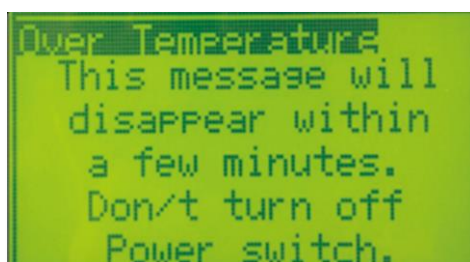 Over Temperature
This message will
disappear within
a few minutes.
Don/t turn off
Power switch.